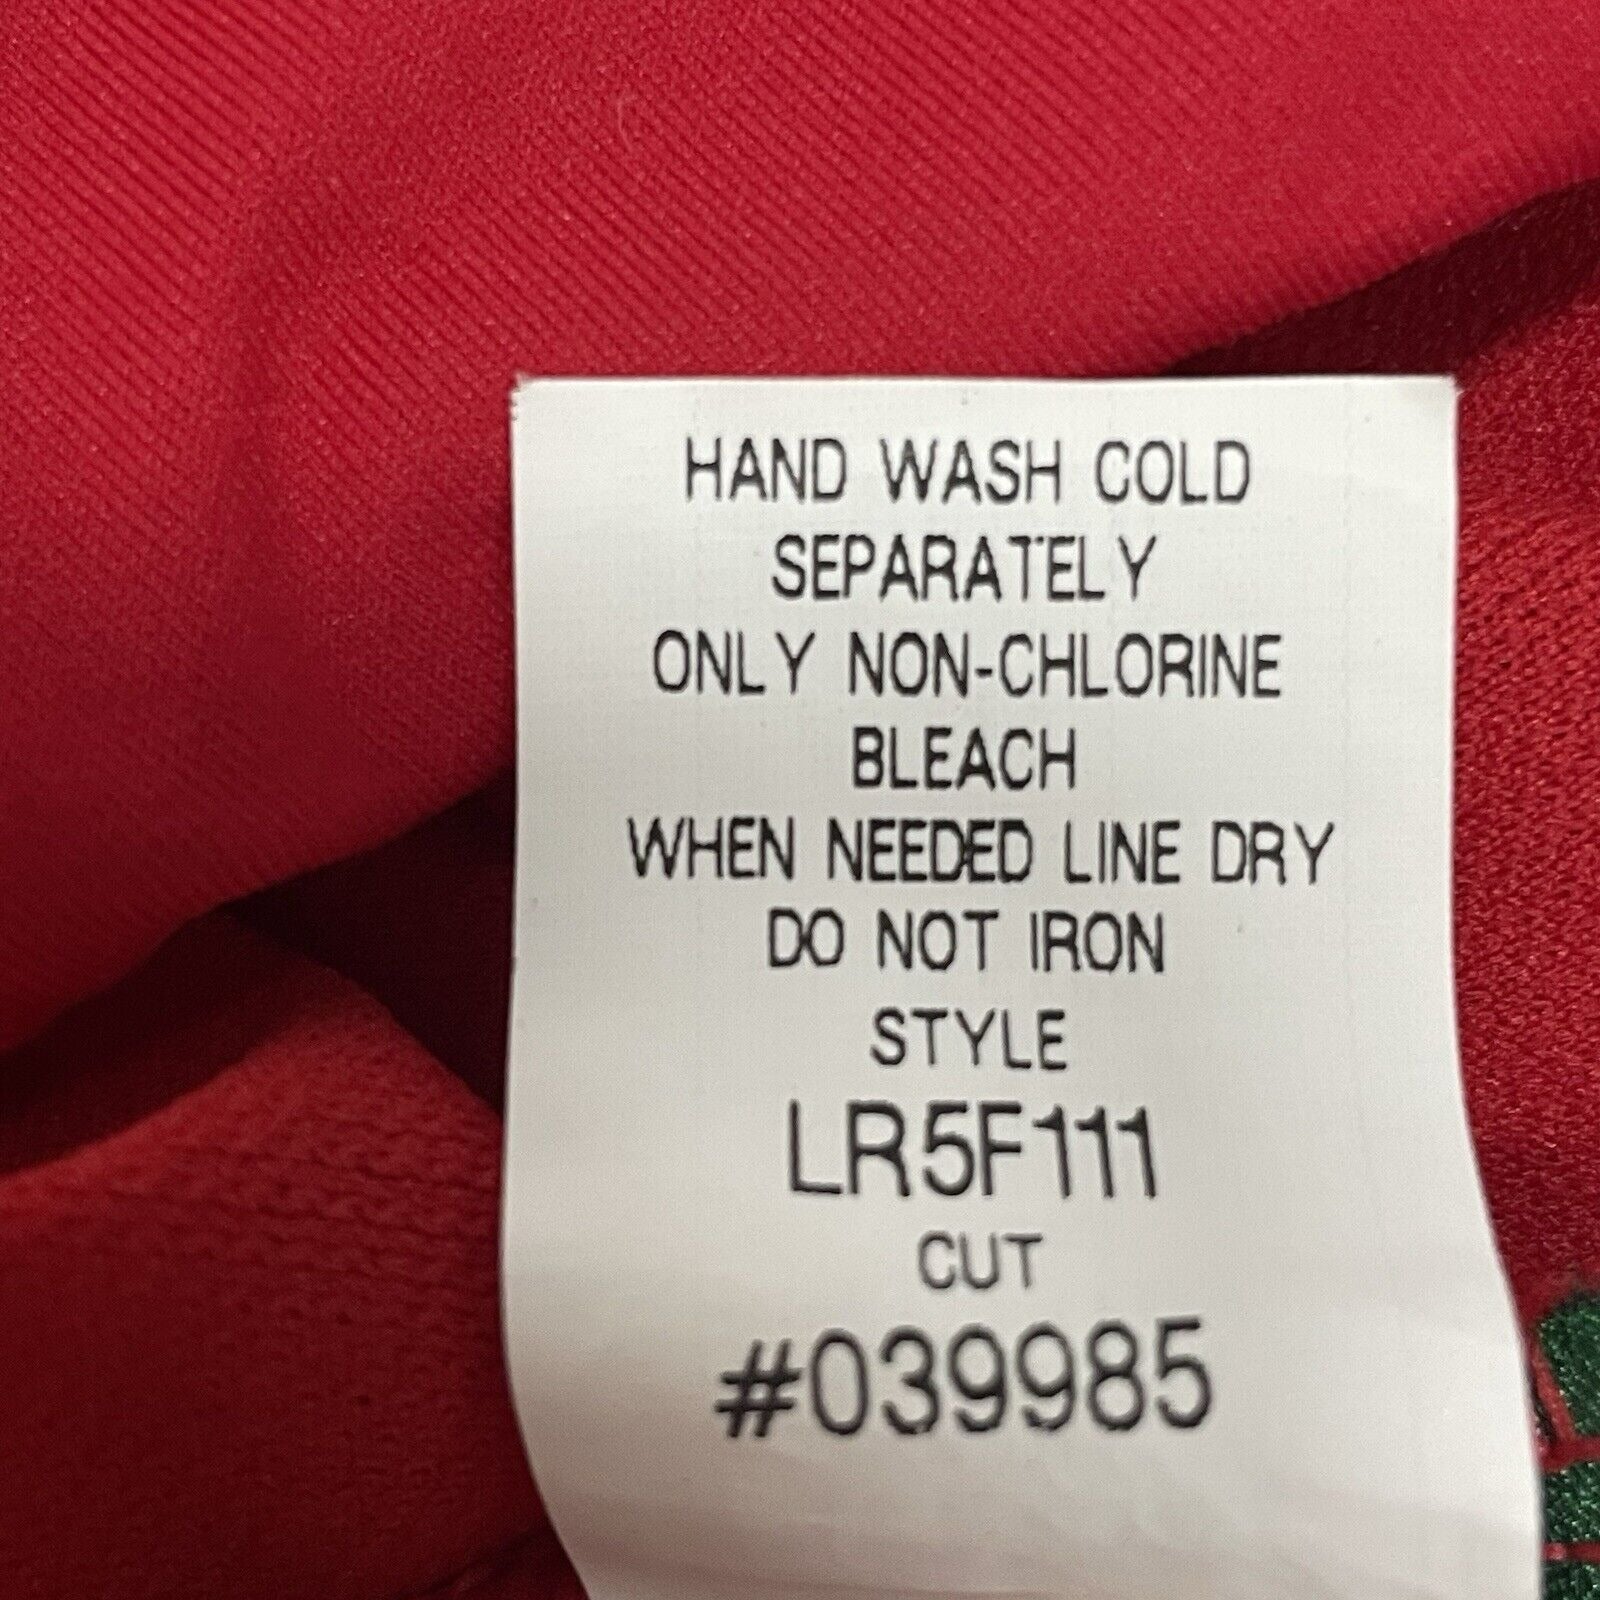 HAND WASH COLD
SEPARATELY
ONLY NON-CHLORINE
BLEACH
WHEN NEEDED LINE DRY
DO NOT IRON
STYLE
LR5F111
CUT
#039985